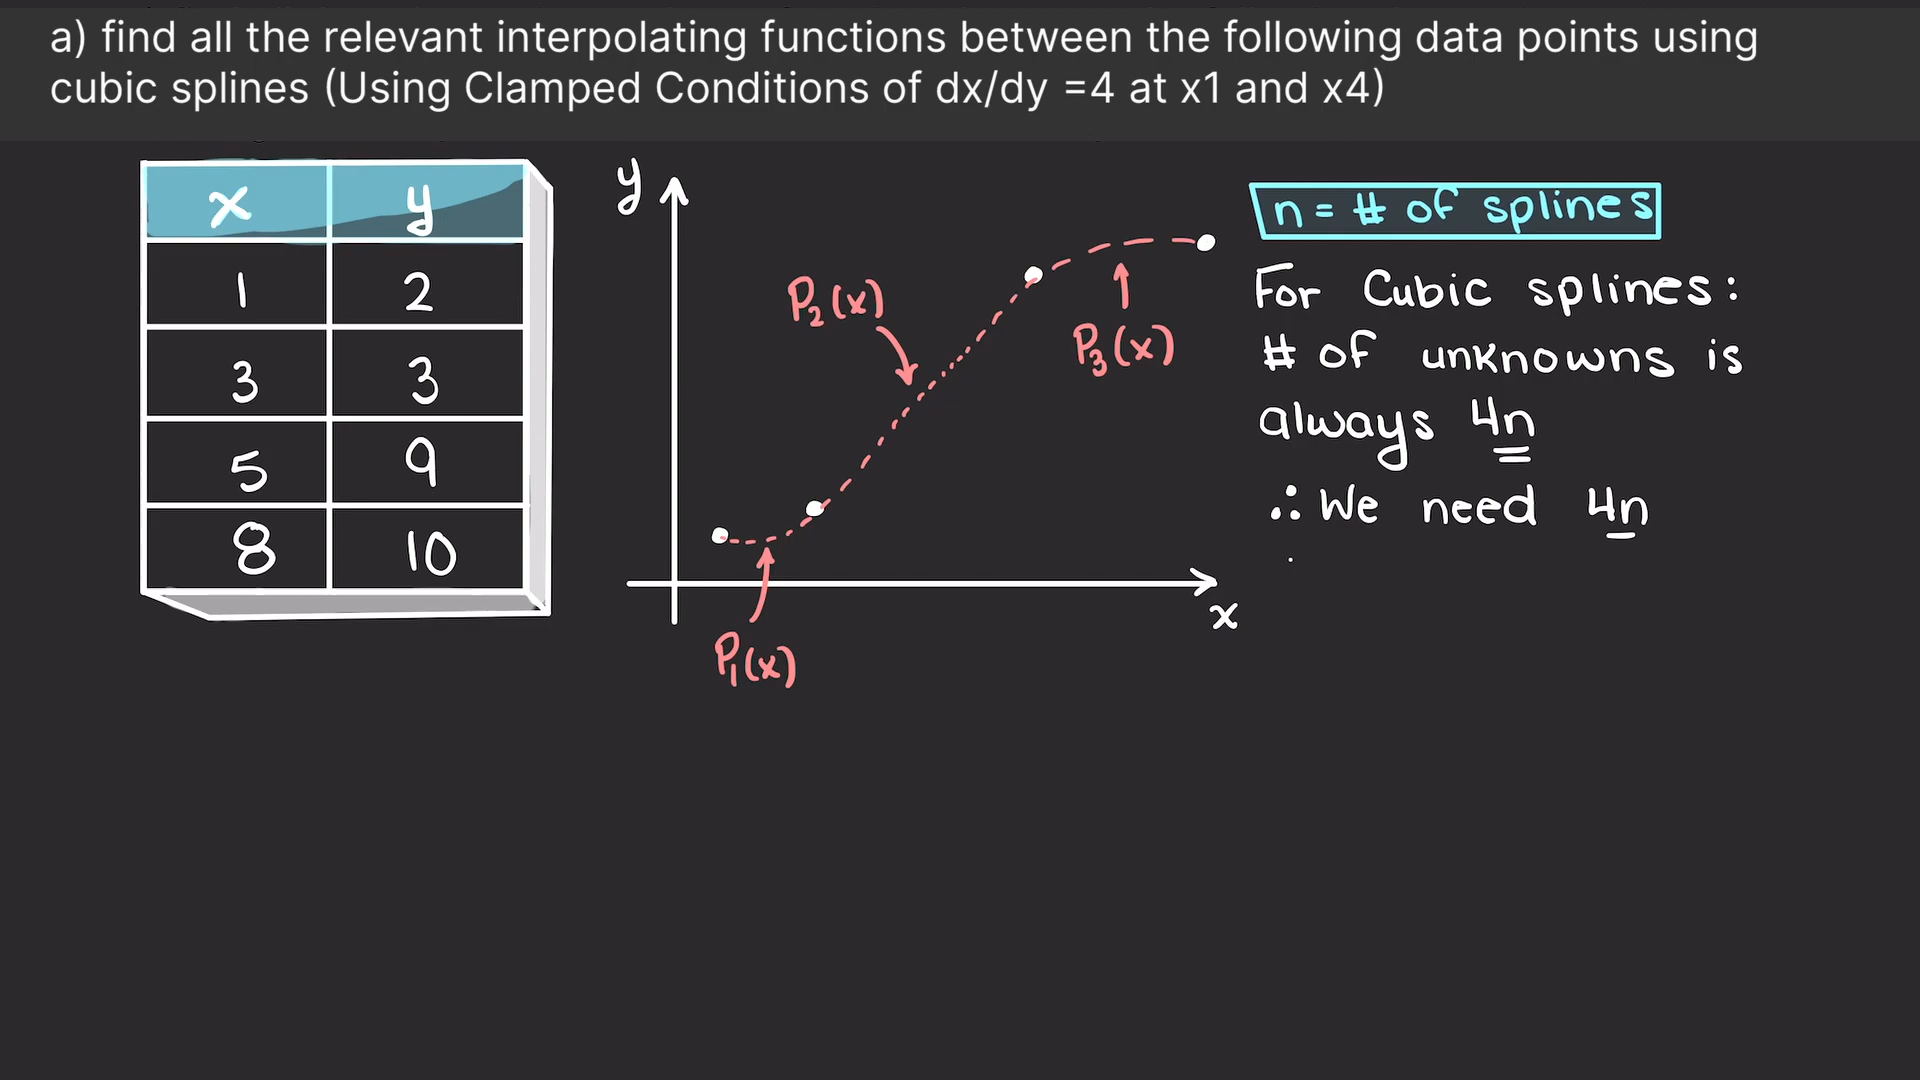 a) find all the relevant interpolating functions between the following data points using
cubic splines (Using Clamped Conditions of dx/dy =4 at x1 and x4)
x y
1 2
3 3
5 9
8 10
y
x
P₁(x)
P₂(x)
P₃(x)
n = # of splines
For Cubic splines:
# of unknowns is
always 4n
∴ We need 4n